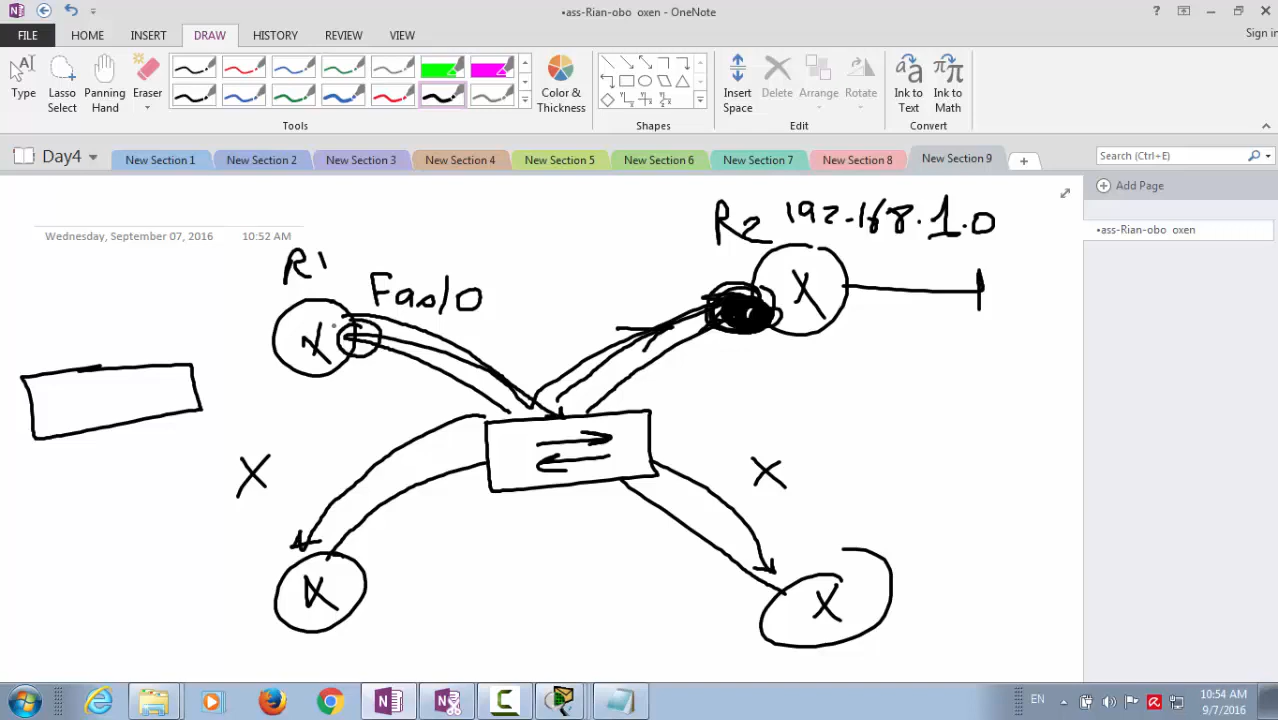 •ass-Rian-obo oxen - OneNote
?
Sign in
FILE HOME INSERT DRAW HISTORY REVIEW VIEW
Type
Lasso Select
Panning Hand
Eraser
Color & Thickness
Insert Space
Delete
Arrange
Rotate
Ink to Text
Ink to Math
Tools
Shapes
Edit
Convert
Day4
New Section 1
New Section 2
New Section 3
New Section 4
New Section 5
New Section 6
New Section 7
New Section 8
New Section 9
+
Search (Ctrl+E)
Add Page
•ass-Rian-obo oxen
Wednesday, September 07, 2016 10:52 AM
R2 192.168.1.0
R1
Fa0/0
X
X
X
X
X
X
EN
10:54 AM
9/7/2016